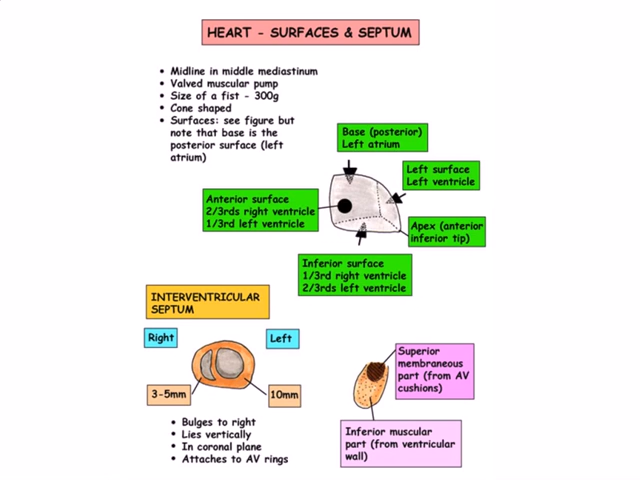 HEART - SURFACES & SEPTUM
• Midline in middle mediastinum
• Valved muscular pump
• Size of a fist - 300g
• Cone shaped
• Surfaces: see figure but
note that base is the
posterior surface (left
atrium)
Base (posterior)
Left atrium
Left surface
Left ventricle
Anterior surface
2/3rds right ventricle
1/3rd left ventricle
Apex (anterior
inferior tip)
Inferior surface
1/3rd right ventricle
2/3rds left ventricle
INTERVENTRICULAR
SEPTUM
Right
Left
3-5mm
10mm
Superior
membraneous
part (from AV
cushions)
Inferior muscular
part (from ventricular
wall)
• Bulges to right
• Lies vertically
• In coronal plane
• Attaches to AV rings